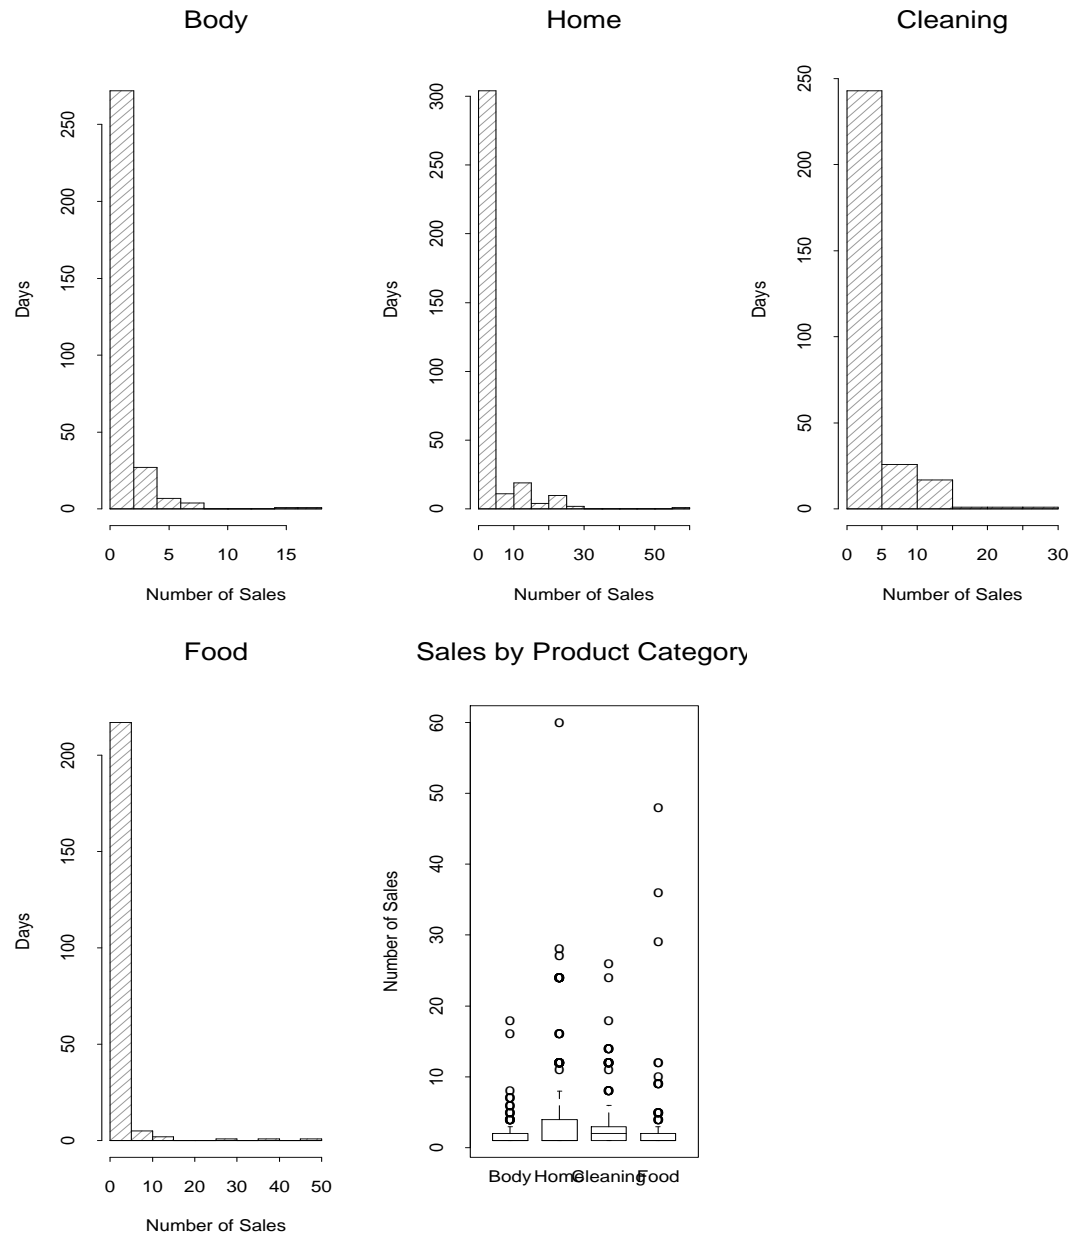 Body
Home
Cleaning
Days
0 50 100 150 200 250
0 5 10 15
Number of Sales
Days
0 50 100 150 200 250 300
0 10 30 50
Number of Sales
Days
0 50 100 150 200 250
0 5 10 20 30
Number of Sales
Food
Sales by Product Category
Days
0 50 100 150 200
0 10 20 30 40 50
Number of Sales
Number of Sales
0 10 20 30 40 50 60
Body Home Cleaning Food